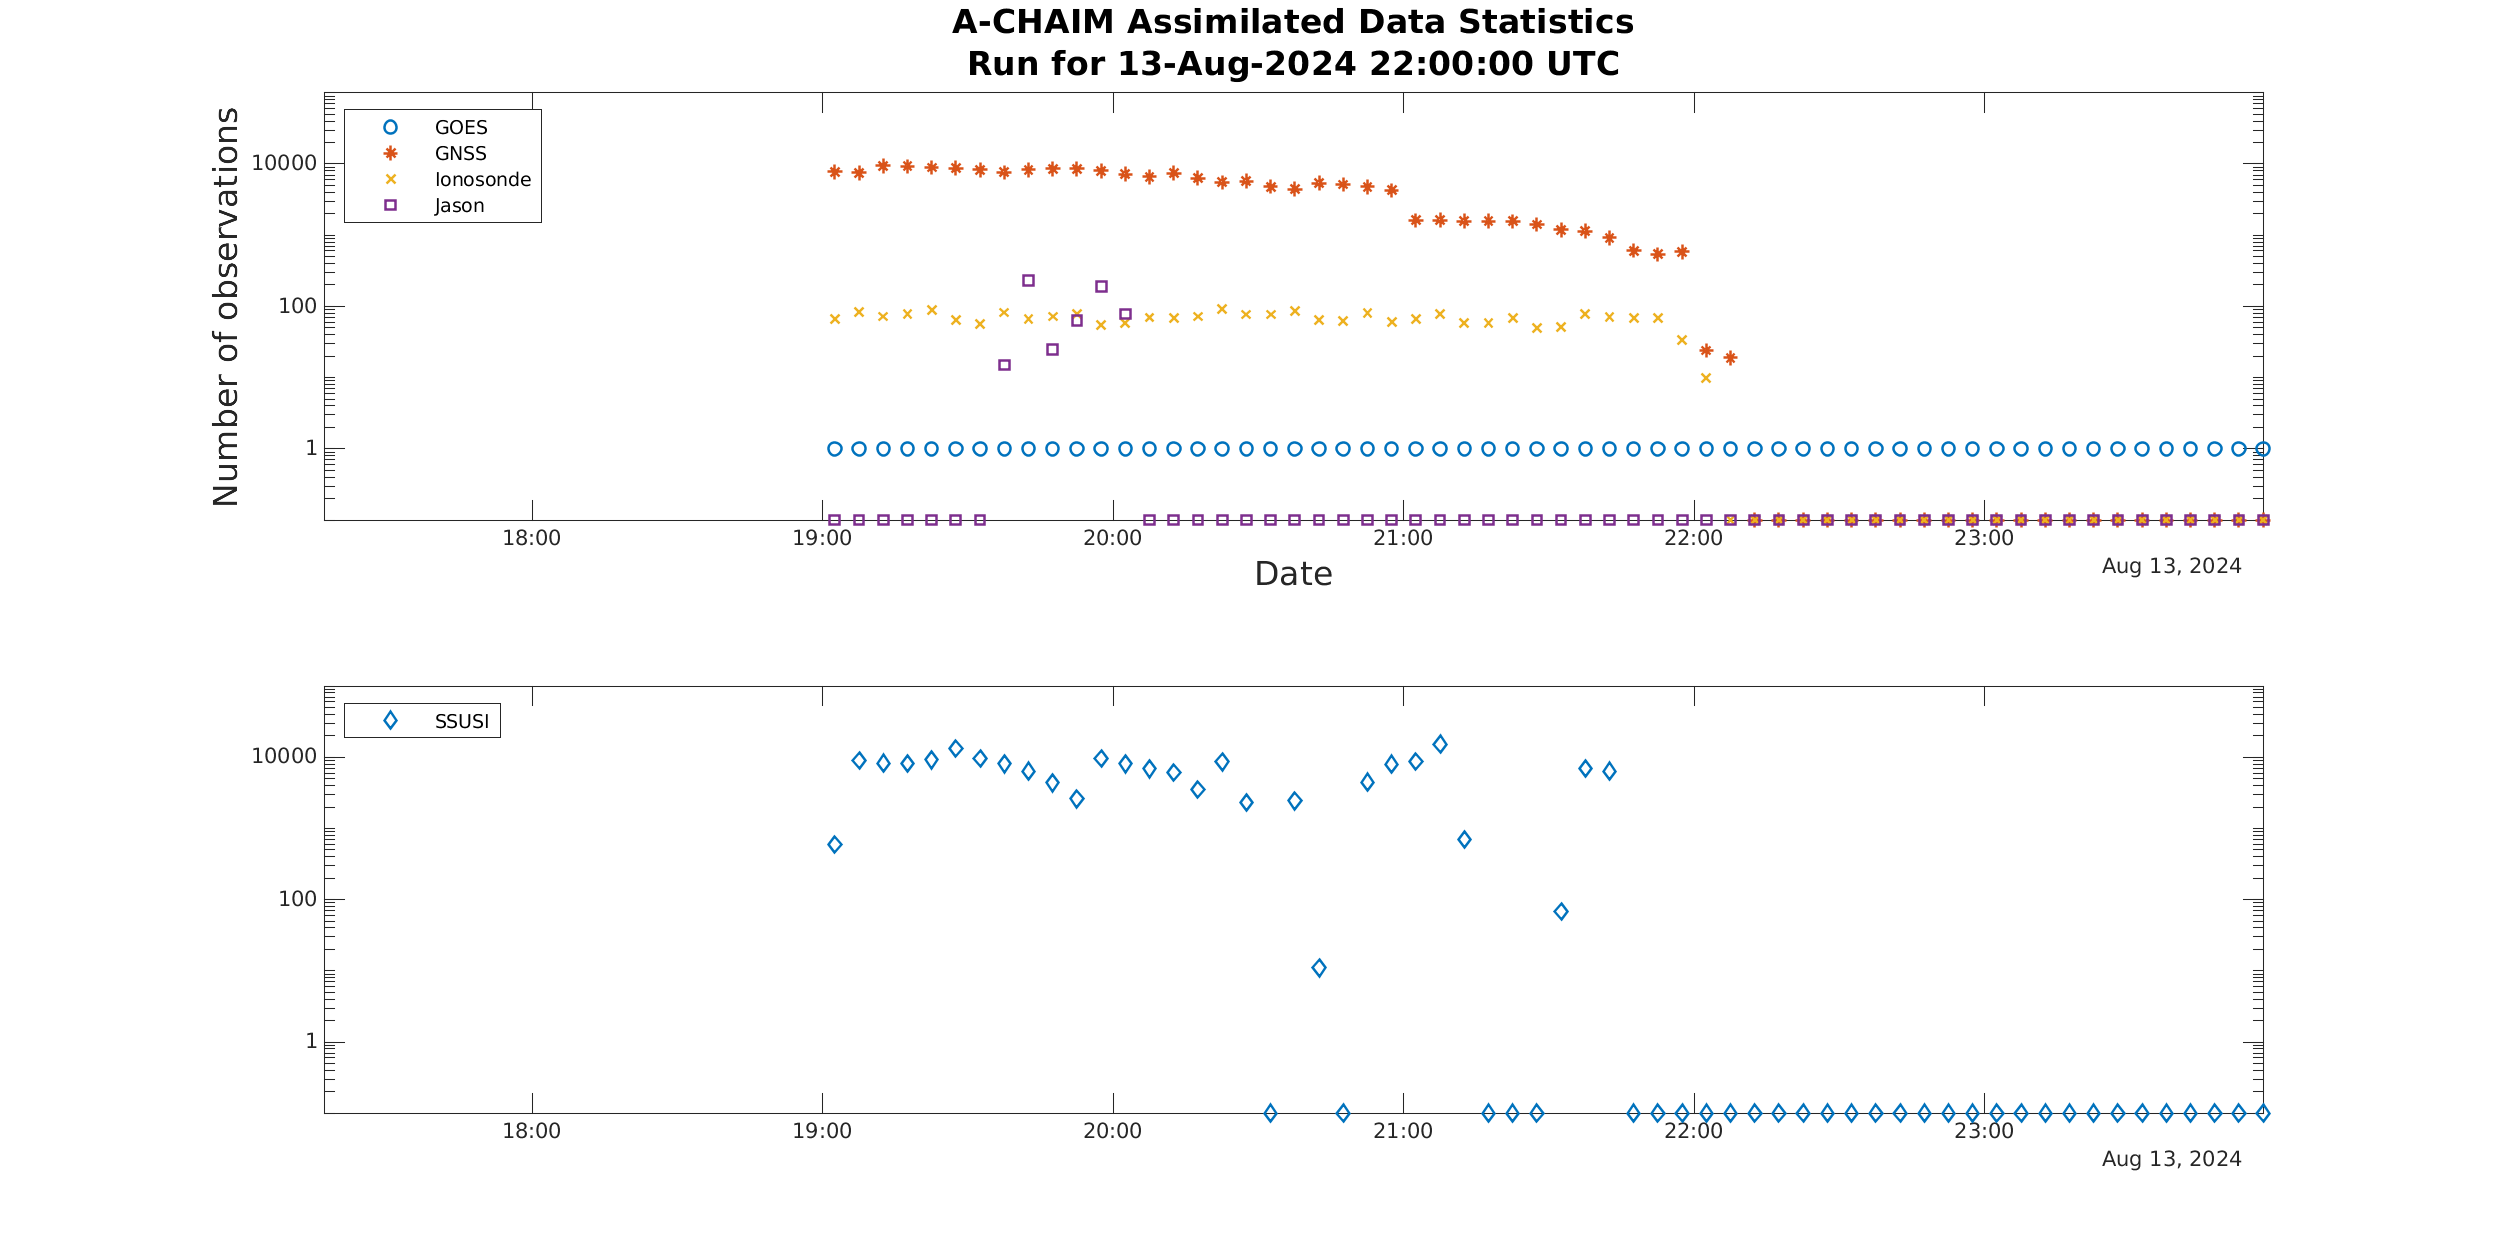 A-CHAIM Assimilated Data Statistics
Run for 13-Aug-2024 22:00:00 UTC
Number of observations
10000
100
1
GOES
GNSS
Ionosonde
Jason
18:00 19:00 20:00 21:00 22:00 23:00
Date
Aug 13, 2024
10000
100
1
SSUSI
18:00 19:00 20:00 21:00 22:00 23:00
Aug 13, 2024